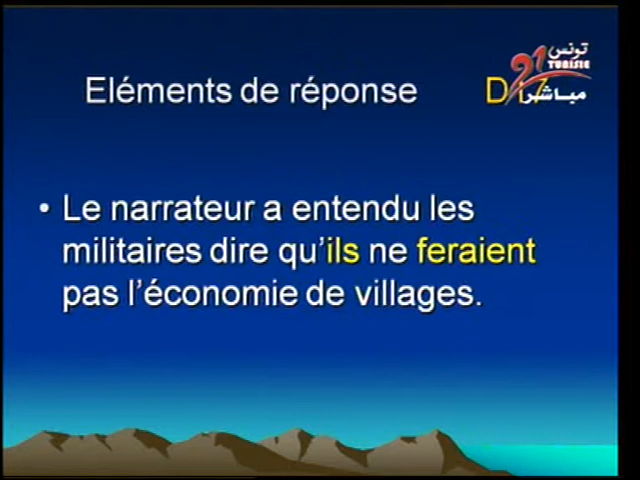 تونس
21
TUNISIE
Eléments de réponse
مباشر
• Le narrateur a entendu les
militaires dire qu'ils ne feraient
pas l'économie de villages.